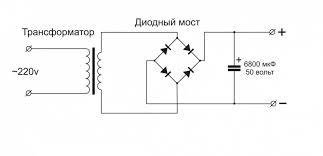 Диодный мост
Трансформатор
+
~220v
+
6800 мкФ
50 вольт
−